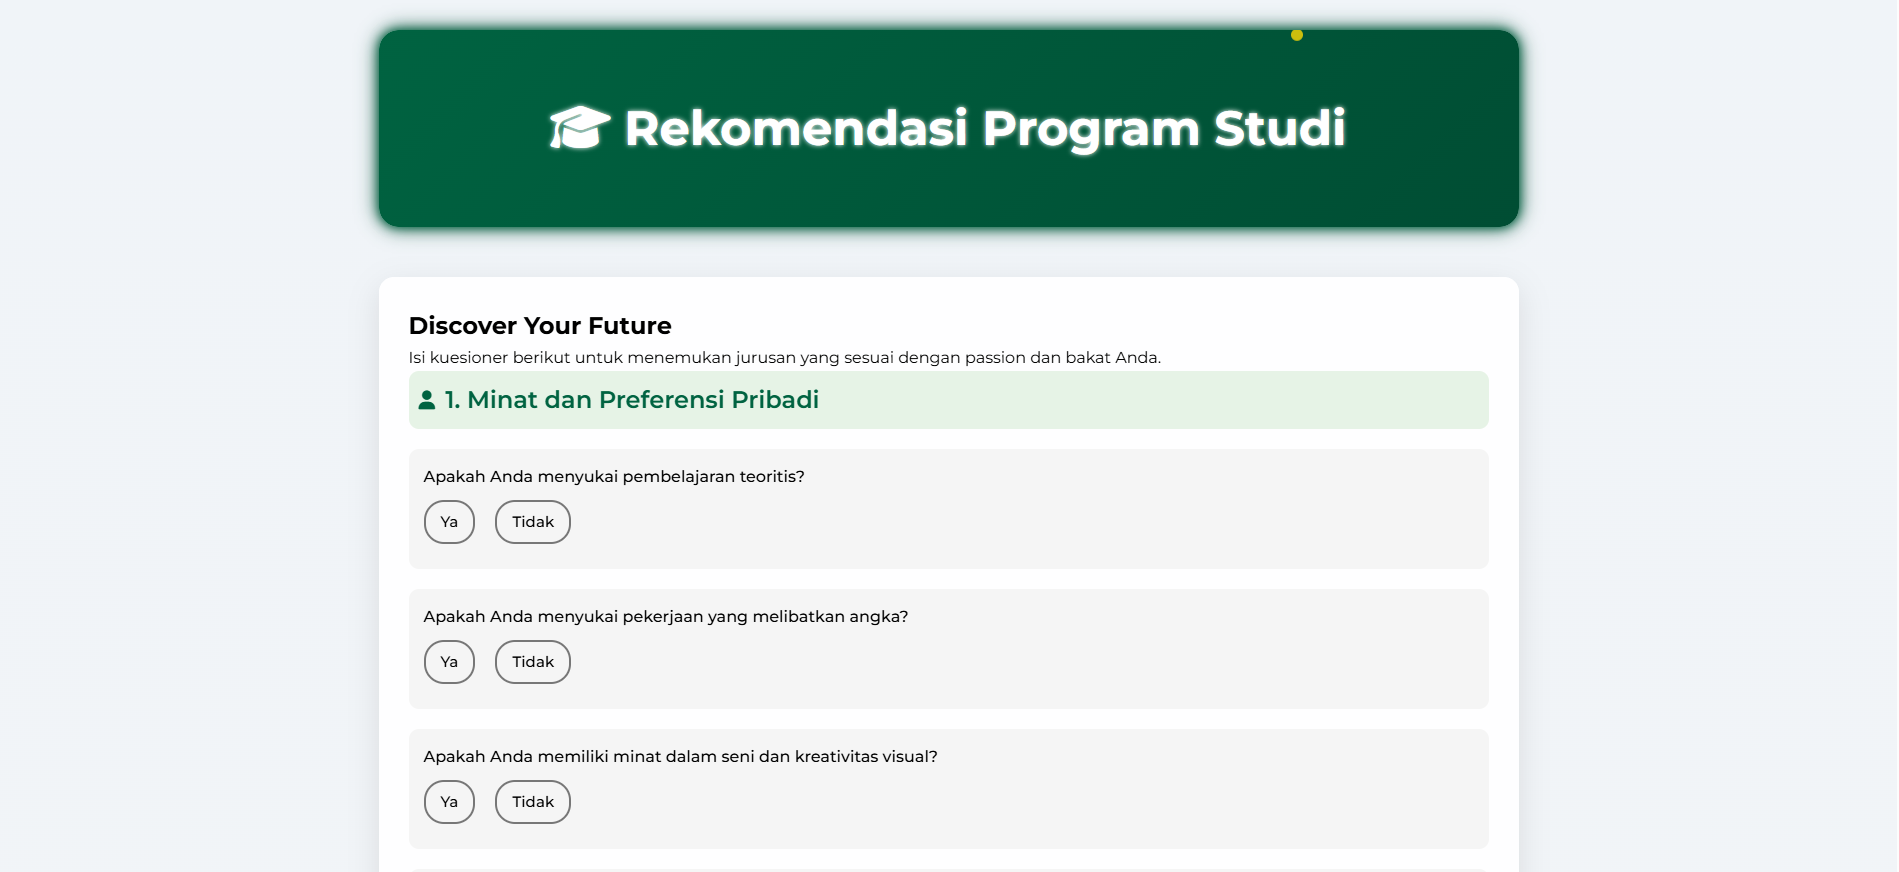 Rekomendasi Program Studi
Discover Your Future
Isi kuesioner berikut untuk menemukan jurusan yang sesuai dengan passion dan bakat Anda.
1. Minat dan Preferensi Pribadi
Apakah Anda menyukai pembelajaran teoritis?
Ya Tidak
Apakah Anda menyukai pekerjaan yang melibatkan angka?
Ya Tidak
Apakah Anda memiliki minat dalam seni dan kreativitas visual?
Ya Tidak